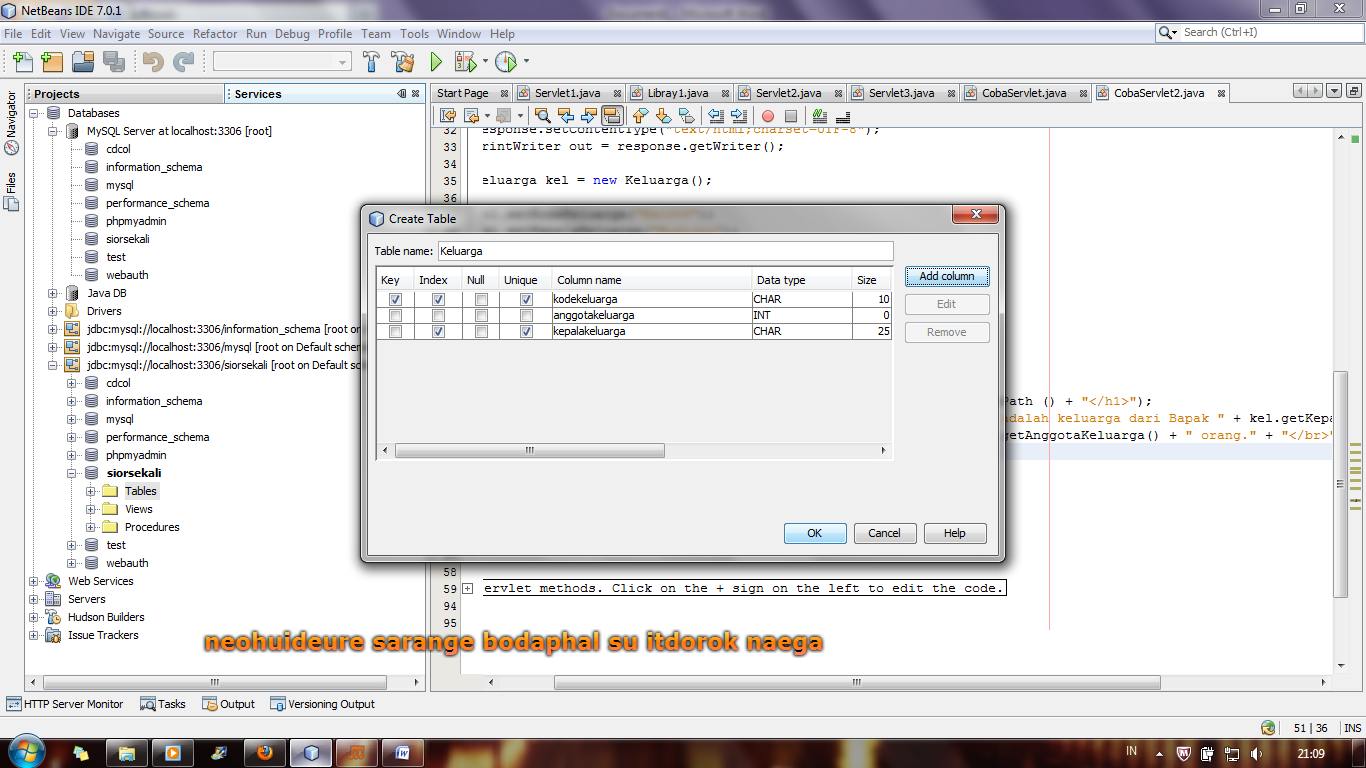 NetBeans IDE 7.0.1
File Edit View Navigate Source Refactor Run Debug Profile Team Tools Window Help
Search (Ctrl+I)
Navigator
Files
Projects
Services
Databases
MySQL Server at localhost:3306 [root]
cdcol
information_schema
mysql
performance_schema
phpmyadmin
siorsekali
test
webauth
Java DB
Drivers
jdbc:mysql://localhost:3306/information_schema [root on
jdbc:mysql://localhost:3306/mysql [root on Default schem
jdbc:mysql://localhost:3306/siorsekali [root on Default sc
cdcol
information_schema
mysql
performance_schema
phpmyadmin
siorsekali
Tables
Views
Procedures
test
webauth
Web Services
Servers
Hudson Builders
Issue Trackers
Start Page Servlet1.java Libray1.java Servlet2.java Servlet3.java CobaServlet.java CobaServlet2.java
32 esponse.setContentType("text/html;charset=UTF-8");
33 rintWriter out = response.getWriter();
34
35 eluarga kel = new Keluarga();
36
Path () + "</h1>");
adalah keluarga dari Bapak " + kel.getKepa
getAnggotaKeluarga() + " orang." + "</br>"
58
59 ervlet methods. Click on the + sign on the left to edit the code.
94
95
Create Table
Table name: Keluarga
Key Index Null Unique Column name Data type Size
kodekeluarga CHAR 10
anggotakeluarga INT 0
kepalakeluarga CHAR 25
Add column
Edit
Remove
OK Cancel Help
neohuideure sarange bodaphal su itdorok naega
HTTP Server Monitor Tasks Output Versioning Output
51 | 36 INS
IN 21:09